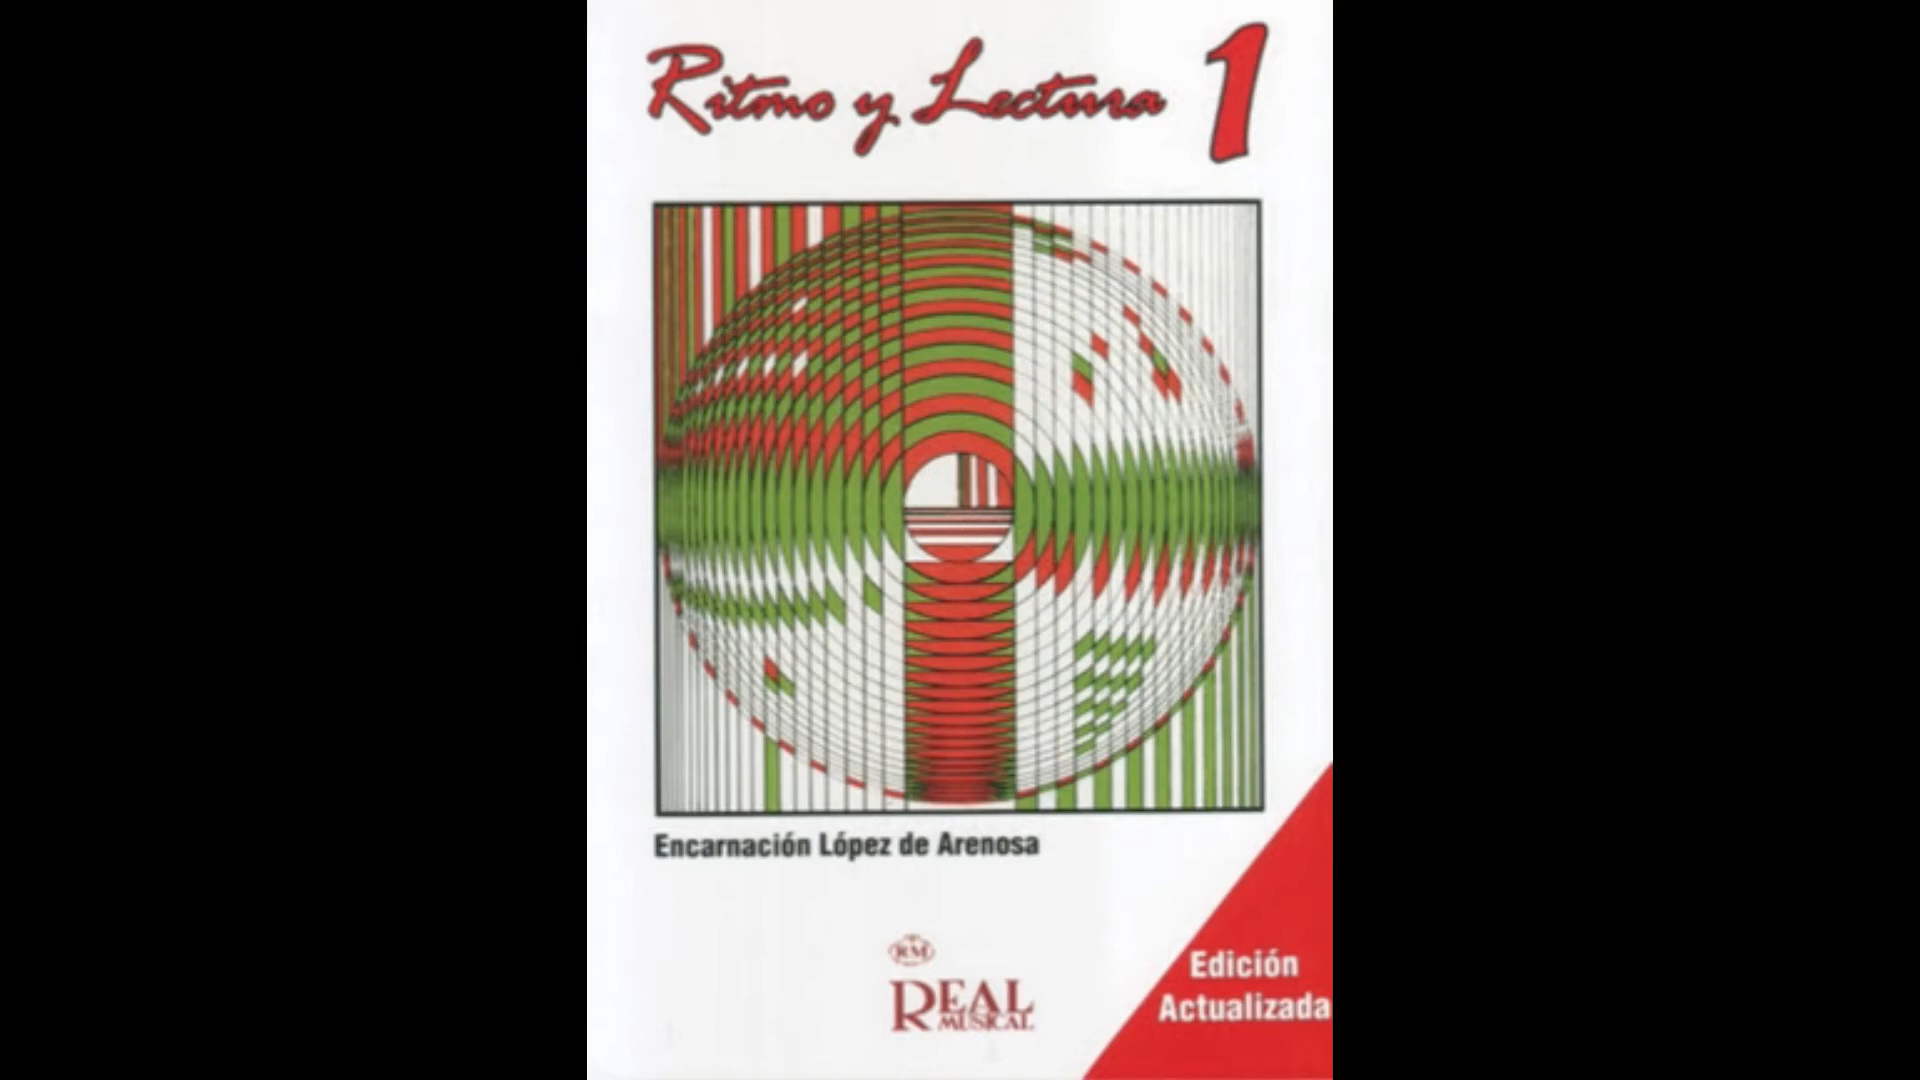 Ritmo y Lectura 1
Encarnación López de Arenosa
RM
REAL
MUSICAL
Edición
Actualizada